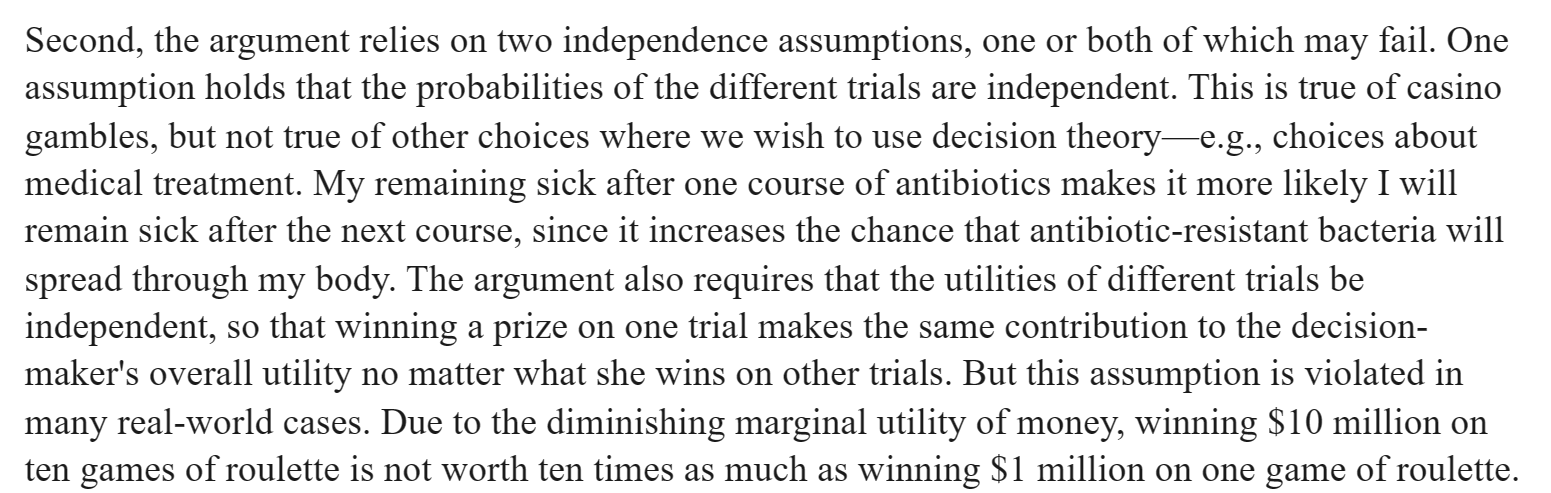 Second, the argument relies on two independence assumptions, one or both of which may fail. One
assumption holds that the probabilities of the different trials are independent. This is true of casino
gambles, but not true of other choices where we wish to use decision theory—e.g., choices about
medical treatment. My remaining sick after one course of antibiotics makes it more likely I will
remain sick after the next course, since it increases the chance that antibiotic-resistant bacteria will
spread through my body. The argument also requires that the utilities of different trials be
independent, so that winning a prize on one trial makes the same contribution to the decision-
maker's overall utility no matter what she wins on other trials. But this assumption is violated in
many real-world cases. Due to the diminishing marginal utility of money, winning $10 million on
ten games of roulette is not worth ten times as much as winning $1 million on one game of roulette.